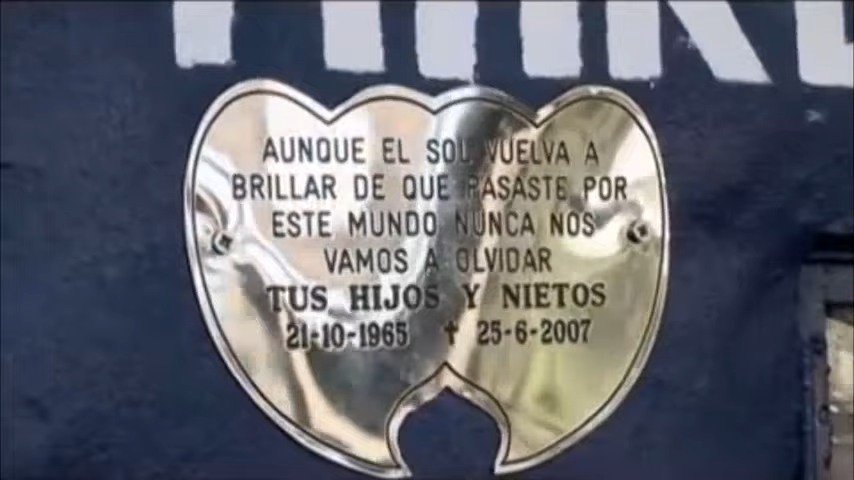 AUNQUE EL SOL VUELVA A
BRILLAR DE QUE PASASTE POR
ESTE MUNDO NUNCA NOS
VAMOS A OLVIDAR
TUS HIJOS Y NIETOS
21-10-1965 ✝ 25-6-2007